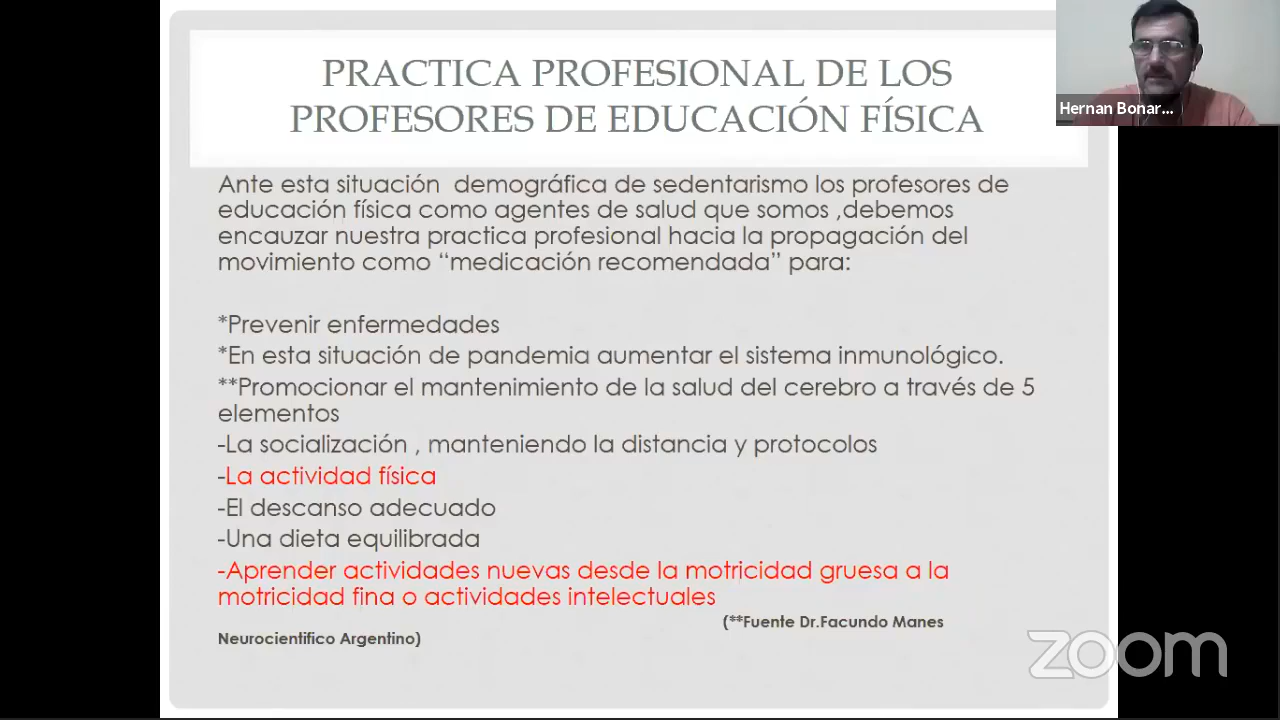 PRACTICA PROFESIONAL DE LOS
PROFESORES DE EDUCACIÓN FÍSICA
Hernan Bonar...
Ante esta situación demográfica de sedentarismo los profesores de
educación física como agentes de salud que somos ,debemos
encauzar nuestra practica profesional hacia la propagación del
movimiento como “medicación recomendada” para:
*Prevenir enfermedades
*En esta situación de pandemia aumentar el sistema inmunológico.
**Promocionar el mantenimiento de la salud del cerebro a través de 5
elementos
-La socialización , manteniendo la distancia y protocolos
-La actividad física
-El descanso adecuado
-Una dieta equilibrada
-Aprender actividades nuevas desde la motricidad gruesa a la
motricidad fina o actividades intelectuales
(**Fuente Dr.Facundo Manes
Neurocientifico Argentino)
zoom